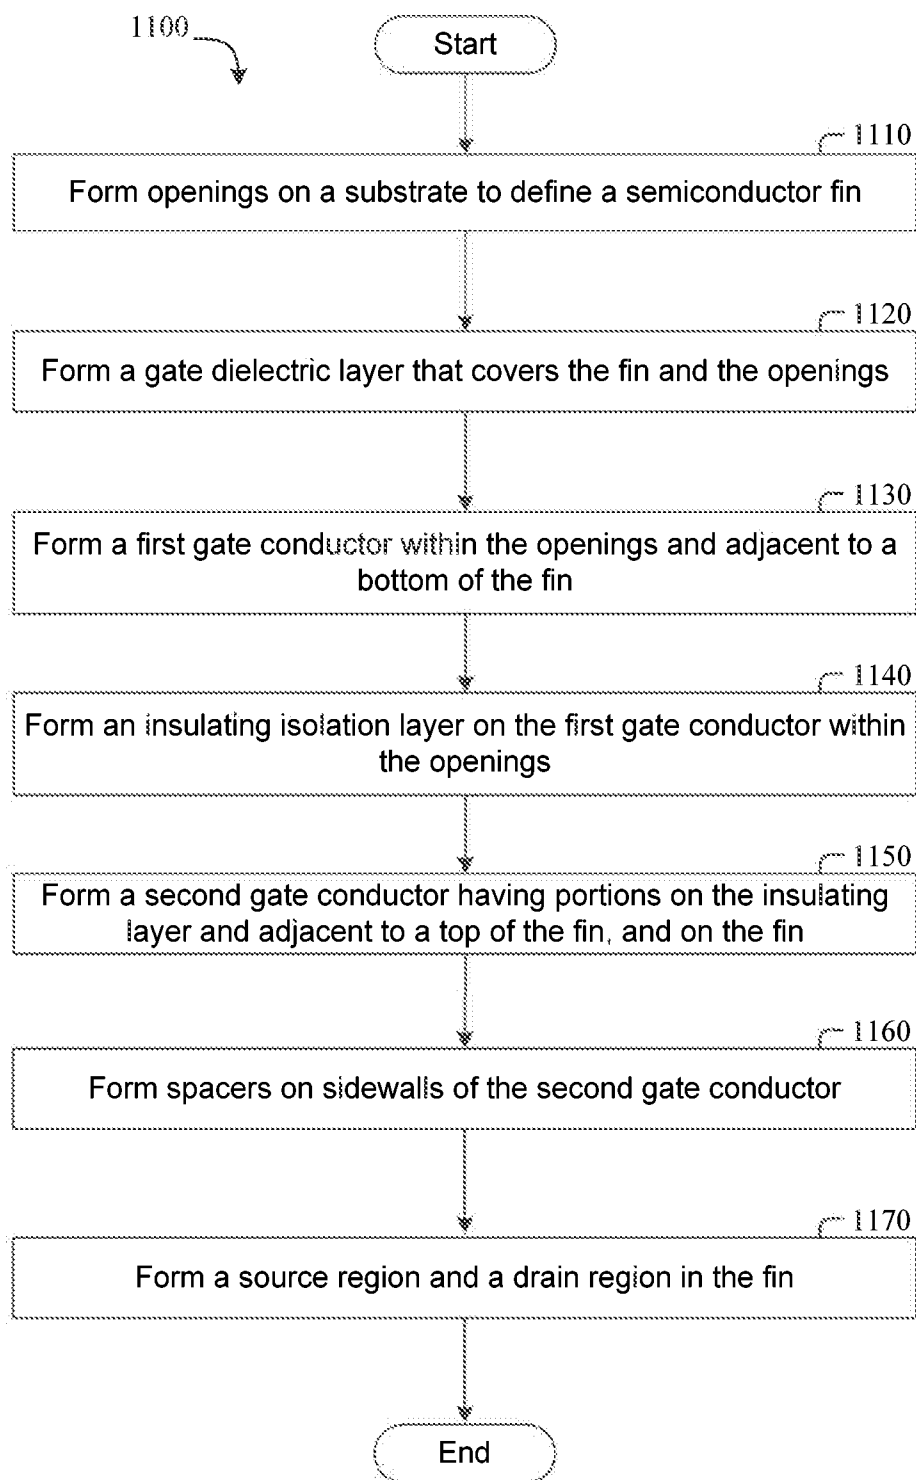 1100
Start
1110
Form openings on a substrate to define a semiconductor fin
1120
Form a gate dielectric layer that covers the fin and the openings
1130
Form a first gate conductor within the openings and adjacent to a
bottom of the fin
1140
Form an insulating isolation layer on the first gate conductor within
the openings
1150
Form a second gate conductor having portions on the insulating
layer and adjacent to a top of the fin, and on the fin
1160
Form spacers on sidewalls of the second gate conductor
1170
Form a source region and a drain region in the fin
End